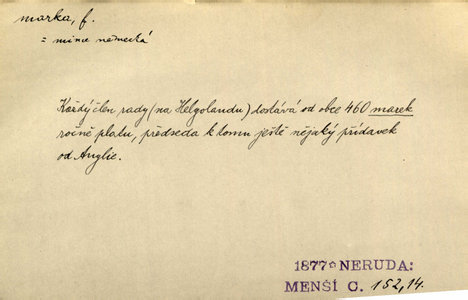 marka, f.
= mince německá
Každý člen rady (na Helgolandu) dostává od obce 460 marek
ročně platu, předseda k tomu ještě nějaký přídavek
od Anglie.
1877 NERUDA:
MENŠÍ C. 152,14.